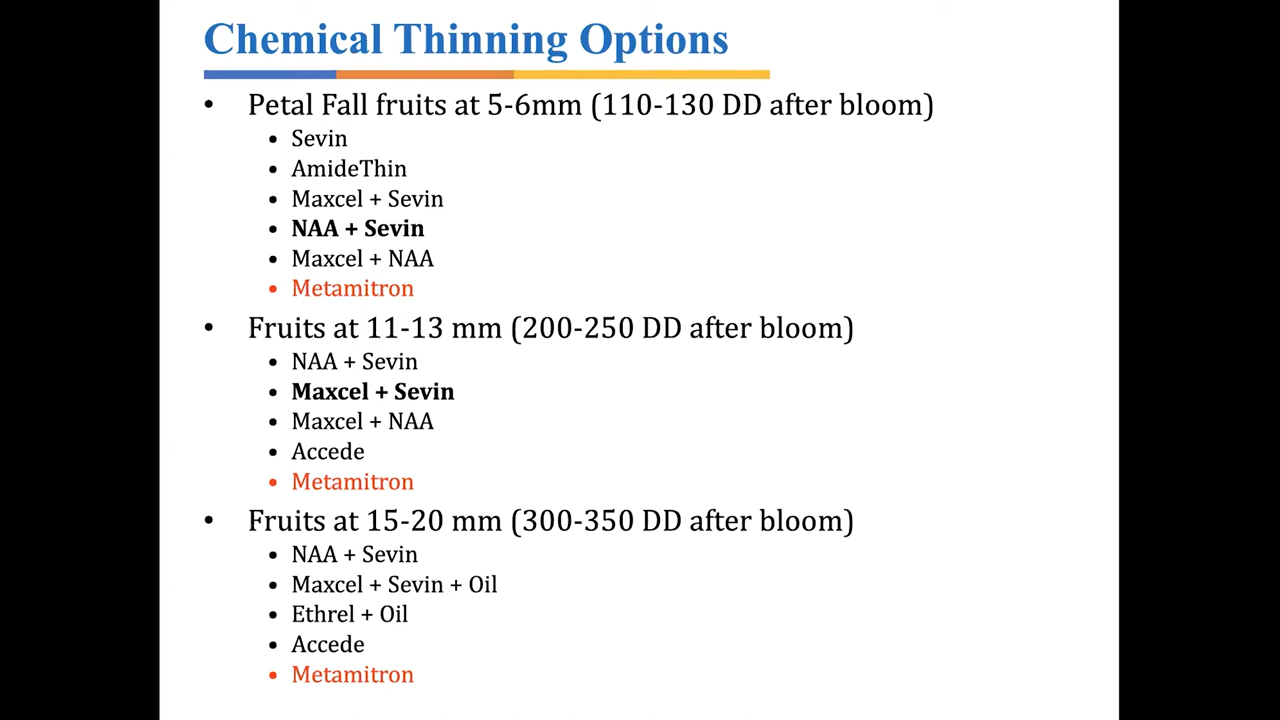 Chemical Thinning Options
• Petal Fall fruits at 5-6mm (110-130 DD after bloom)
• Sevin
• AmideThin
• Maxcel + Sevin
• NAA + Sevin
• Maxcel + NAA
• Metamitron
• Fruits at 11-13 mm (200-250 DD after bloom)
• NAA + Sevin
• Maxcel + Sevin
• Maxcel + NAA
• Accede
• Metamitron
• Fruits at 15-20 mm (300-350 DD after bloom)
• NAA + Sevin
• Maxcel + Sevin + Oil
• Ethrel + Oil
• Accede
• Metamitron